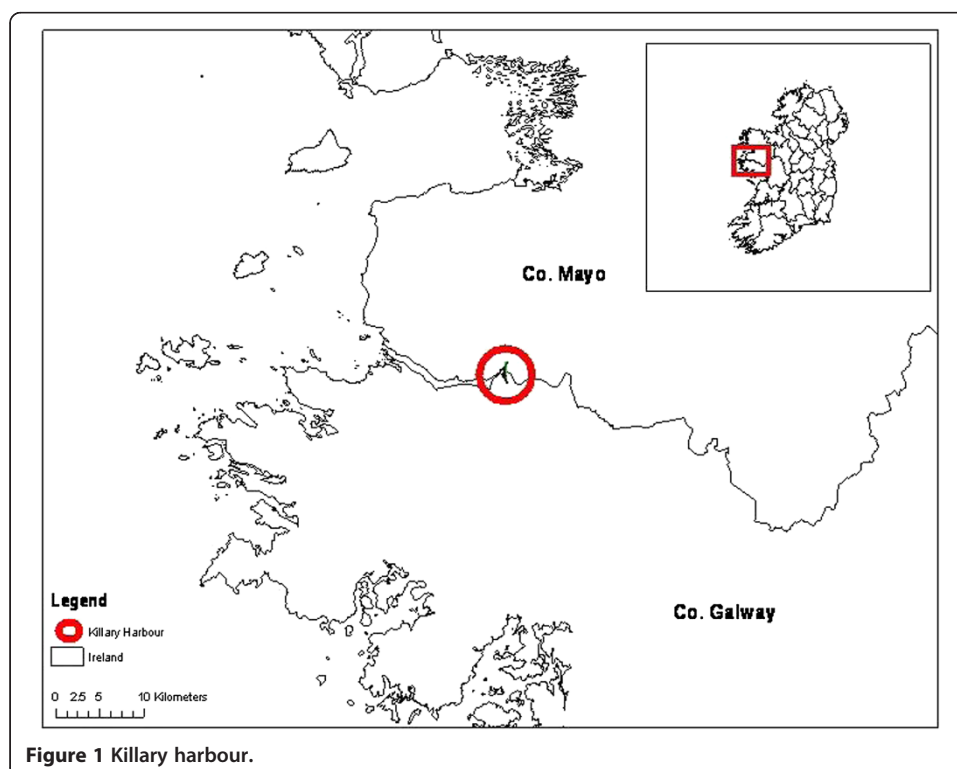 Co. Mayo
Co. Galway
Legend
Killary Harbour
Ireland
0 2.5 5 10 Kilometers
Figure 1 Killary harbour.